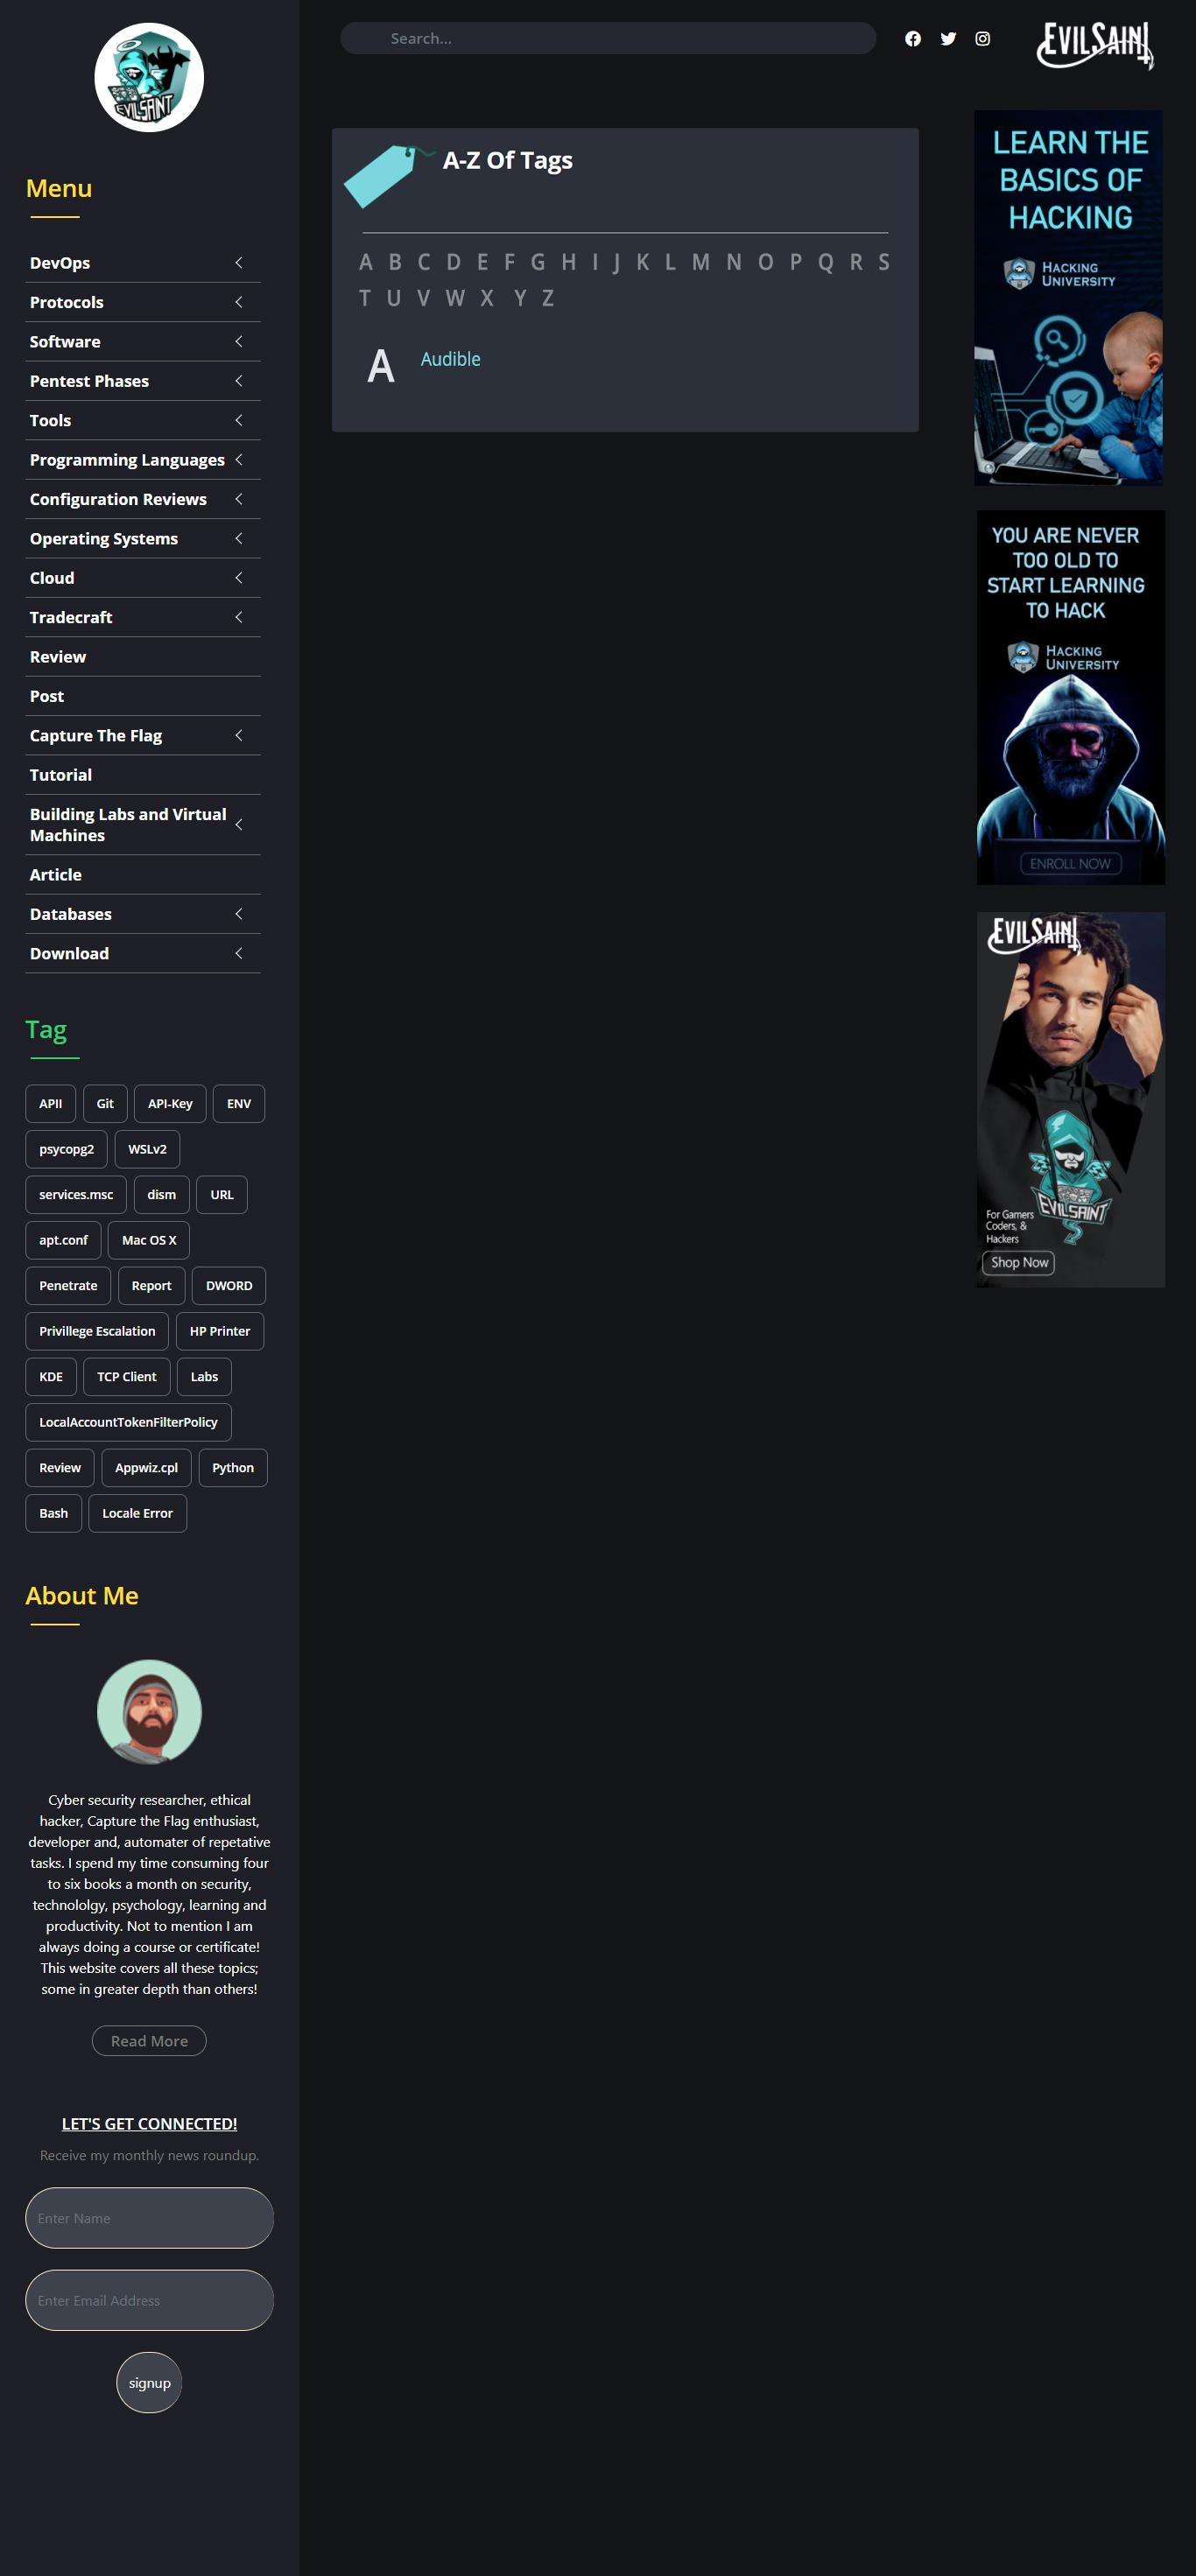 EVILSAINT
Menu
DevOps
Protocols
Software
Pentest Phases
Tools
Programming Languages
Configuration Reviews
Operating Systems
Cloud
Tradecraft
Review
Post
Capture The Flag
Tutorial
Building Labs and Virtual
Machines
Article
Databases
Download
Tag
APII Git API-Key ENV
psycopg2 WSLv2
services.msc dism URL
apt.conf Mac OS X
Penetrate Report DWORD
Privillege Escalation HP Printer
KDE TCP Client Labs
LocalAccountTokenFilterPolicy
Review Appwiz.cpl Python
Bash Locale Error
About Me
Cyber security researcher, ethical
hacker, Capture the Flag enthusiast,
developer and, automater of repetative
tasks. I spend my time consuming four
to six books a month on security,
technololgy, psychology, learning and
productivity. Not to mention I am
always doing a course or certificate!
This website covers all these topics;
some in greater depth than others!
Read More
LET'S GET CONNECTED!
Receive my monthly news roundup.
Enter Name
Enter Email Address
signup
Search...
EVILSAINT
A-Z Of Tags
A B C D E F G H I J K L M N O P Q R S
T U V W X Y Z
A Audible
LEARN THE
BASICS OF
HACKING
HACKING
UNIVERSITY
YOU ARE NEVER
TOO OLD TO
START LEARNING
TO HACK
HACKING
UNIVERSITY
ENROLL NOW
EVILSAINT
EVILSAINT
For Gamers
Coders, &
Hackers
Shop Now